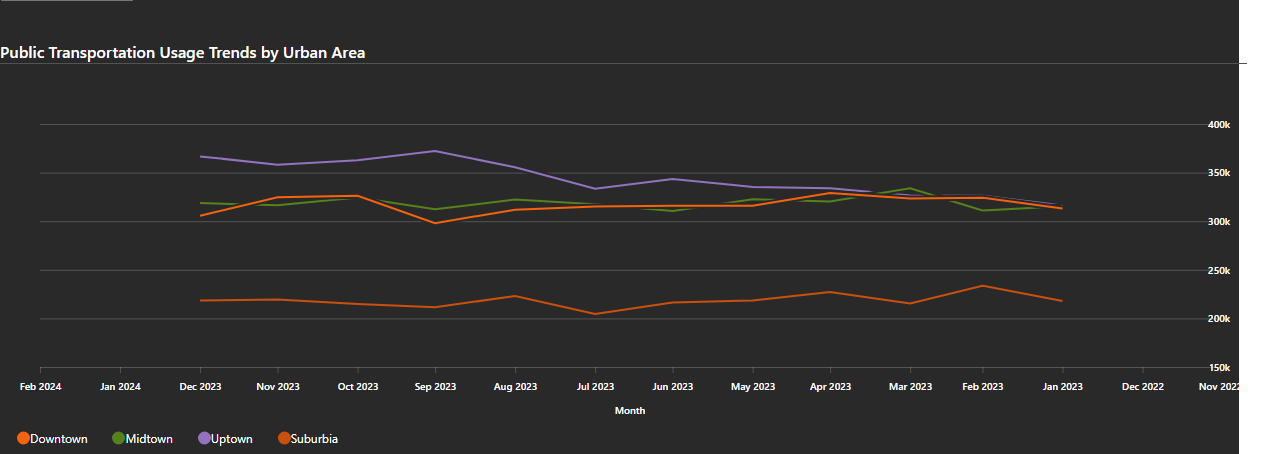 Public Transportation Usage Trends by Urban Area
400k
350k
300k
250k
200k
150k
Feb 2024 Jan 2024 Dec 2023 Nov 2023 Oct 2023 Sep 2023 Aug 2023 Jul 2023 Jun 2023 May 2023 Apr 2023 Mar 2023 Feb 2023 Jan 2023 Dec 2022 Nov 2022
Month
Downtown Midtown Uptown Suburbia